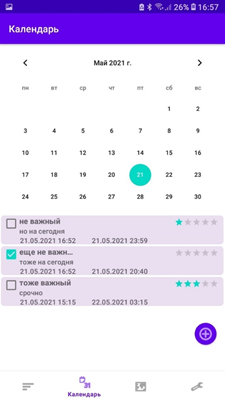 26% 16:57
Календарь
Май 2021 г.
пн вт ср чт пт сб вс
1 2
3 4 5 6 7 8 9
10 11 12 13 14 15 16
17 18 19 20 21 22 23
24 25 26 27 28 29 30
не важный
но на сегодня
21.05.2021 16:52 21.05.2021 23:59
еще не важн...
тоже на сегодня
21.05.2021 16:52 21.05.2021 20:40
тоже важный
срочно
21.05.2021 15:15 22.05.2021 03:15
Календарь